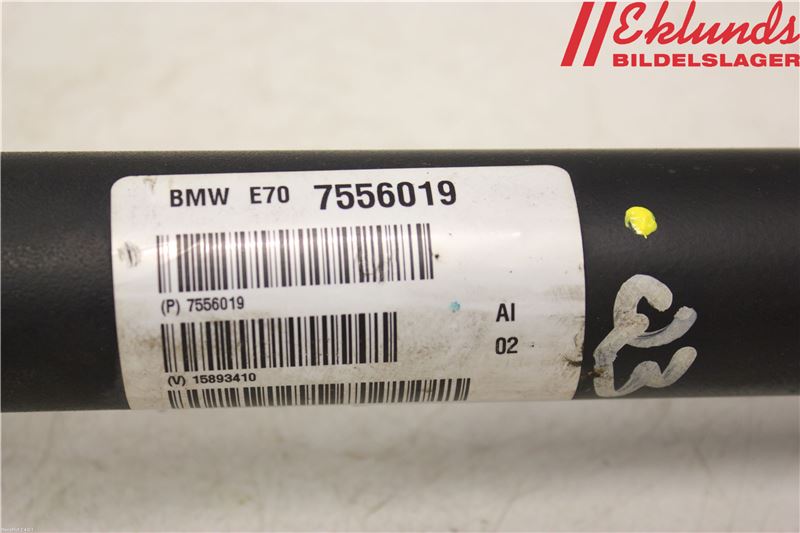 Eklunds
BILDELSLAGER
BMW E70 7556019
(P) 7556019
AI
02
(V) 15893410